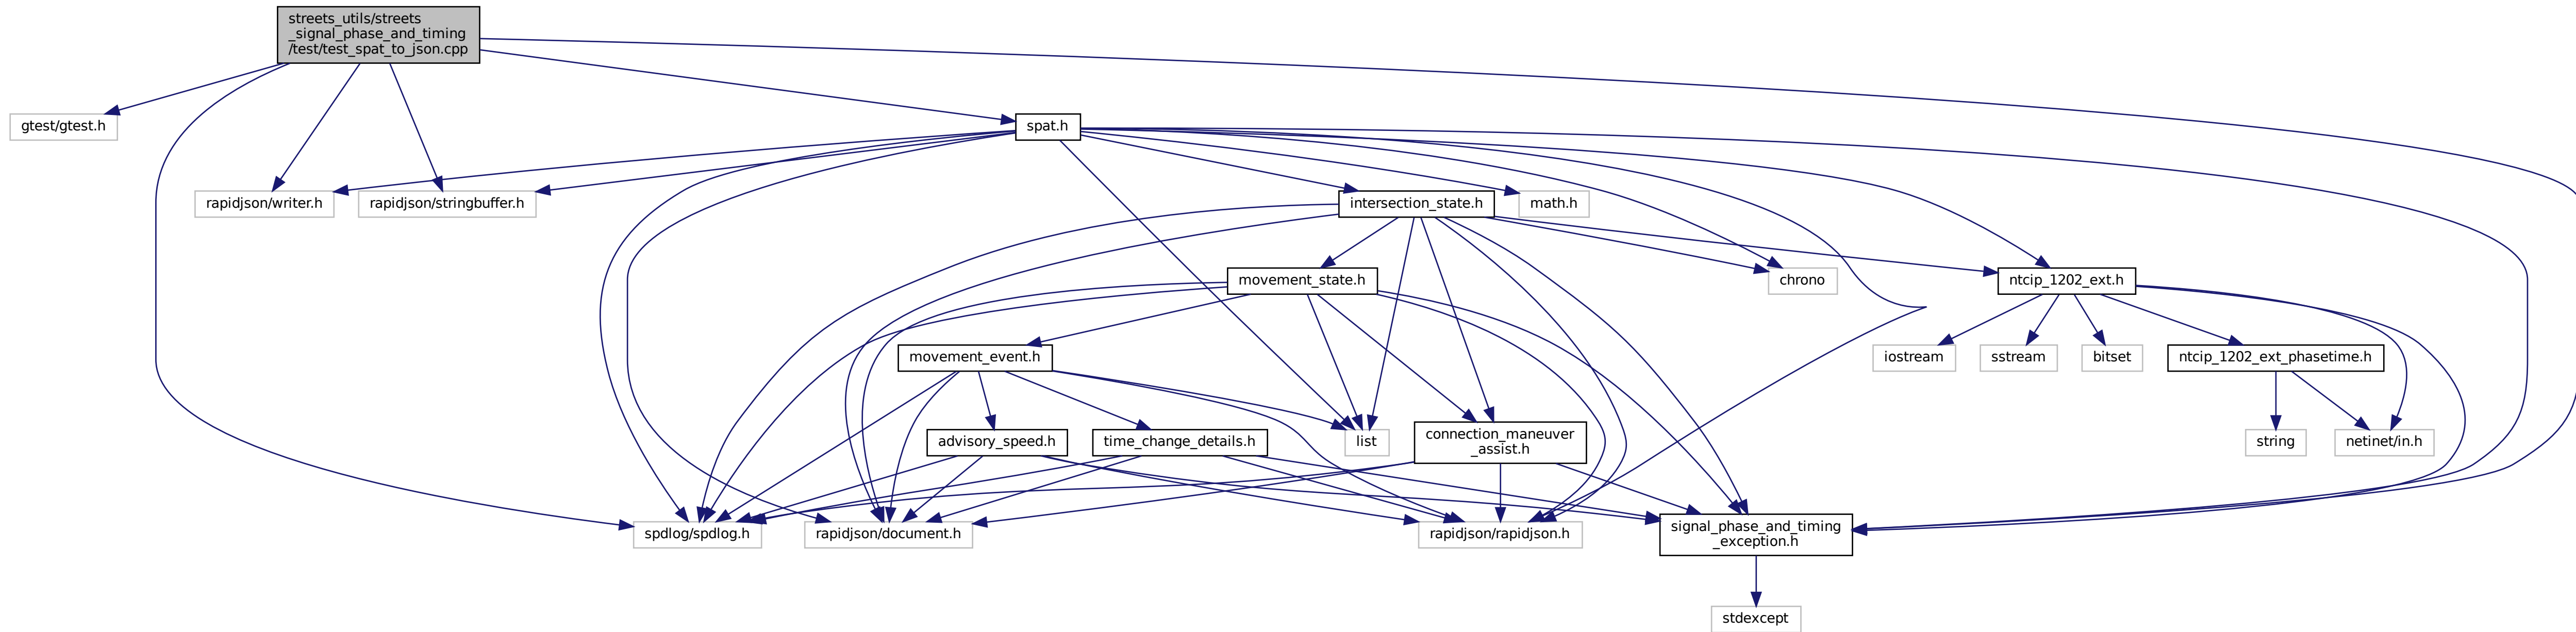 streets_utils/streets
_signal_phase_and_timing
/test/test_spat_to_json.cpp
gtest/gtest.h
spat.h
rapidjson/writer.h
rapidjson/stringbuffer.h
intersection_state.h
math.h
movement_state.h
chrono
ntcip_1202_ext.h
movement_event.h
iostream
sstream
bitset
ntcip_1202_ext_phasetime.h
advisory_speed.h
time_change_details.h
list
connection_maneuver
_assist.h
string
netinet/in.h
spdlog/spdlog.h
rapidjson/document.h
rapidjson/rapidjson.h
signal_phase_and_timing
_exception.h
stdexcept